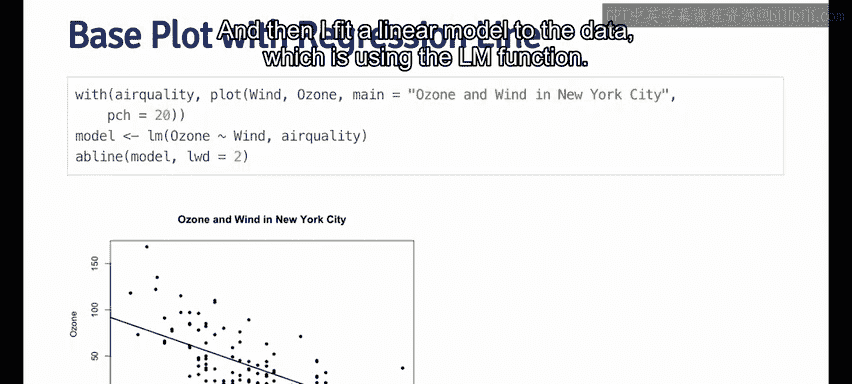 Base Plot with Regression Line
And then I fit a linear model to the data,
which is using the LM function.
with(airquality, plot(Wind, Ozone, main = "Ozone and Wind in New York City",
pch = 20))
model <- lm(Ozone ~ Wind, airquality)
abline(model, lwd = 2)
Ozone and Wind in New York City
150
100
50
Ozone